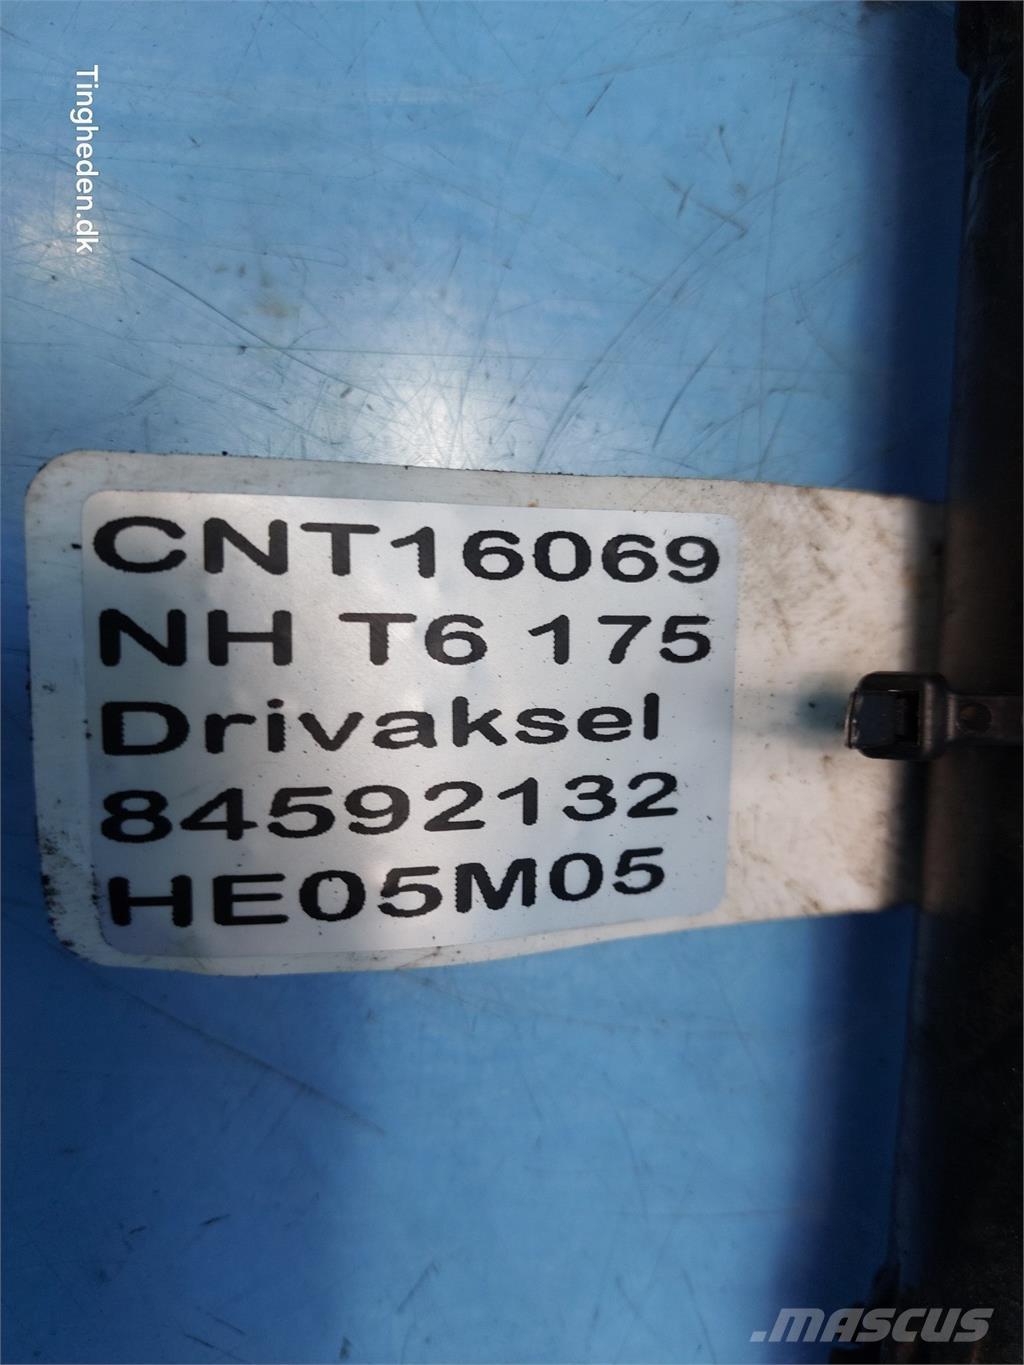 Tingheden.dk
CNT16069
NH T6 175
Drivaksel
84592132
HE05M05
.MASCUS